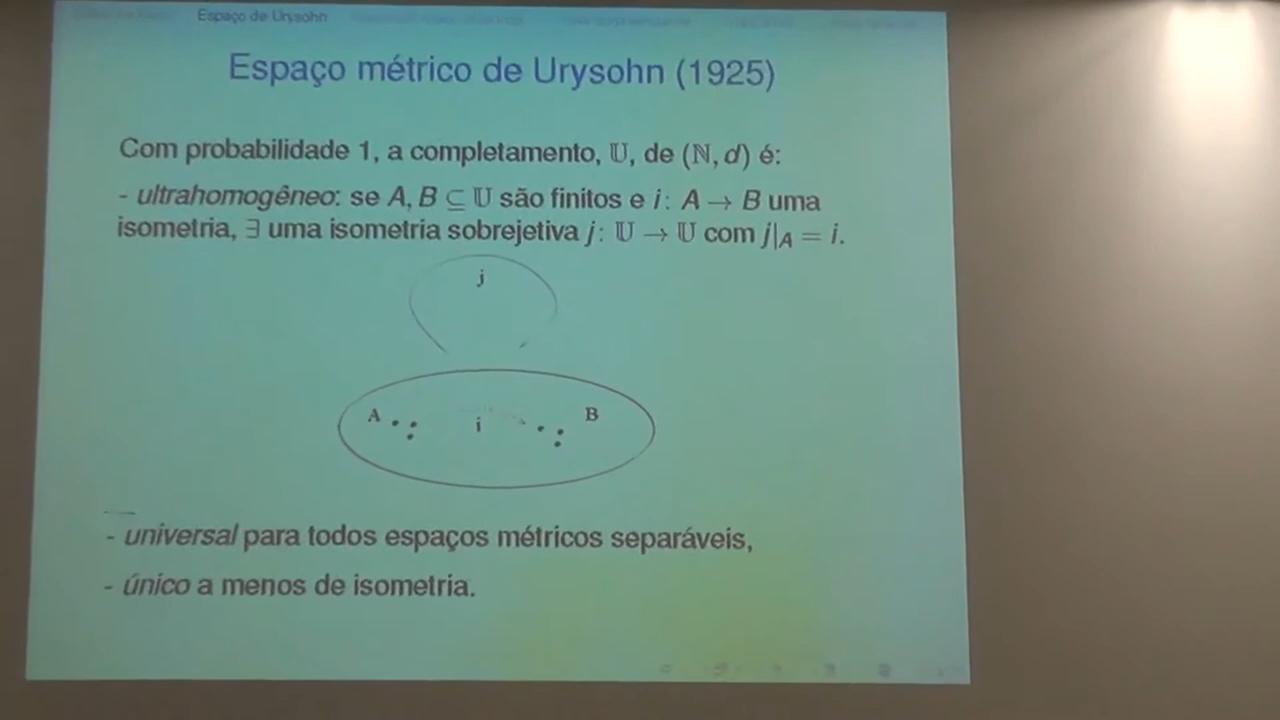 Espaço de Urysohn
Espaço métrico de Urysohn (1925)
Com probabilidade 1, a completamento, 𝕌, de (ℕ, d) é:
- ultrahomogêneo: se A, B ⊆ 𝕌 são finitos e i: A → B uma
isometria, ∃ uma isometria sobrejetiva j: 𝕌 → 𝕌 com j|A = i.
j
A i B
- universal para todos espaços métricos separáveis,
- único a menos de isometria.